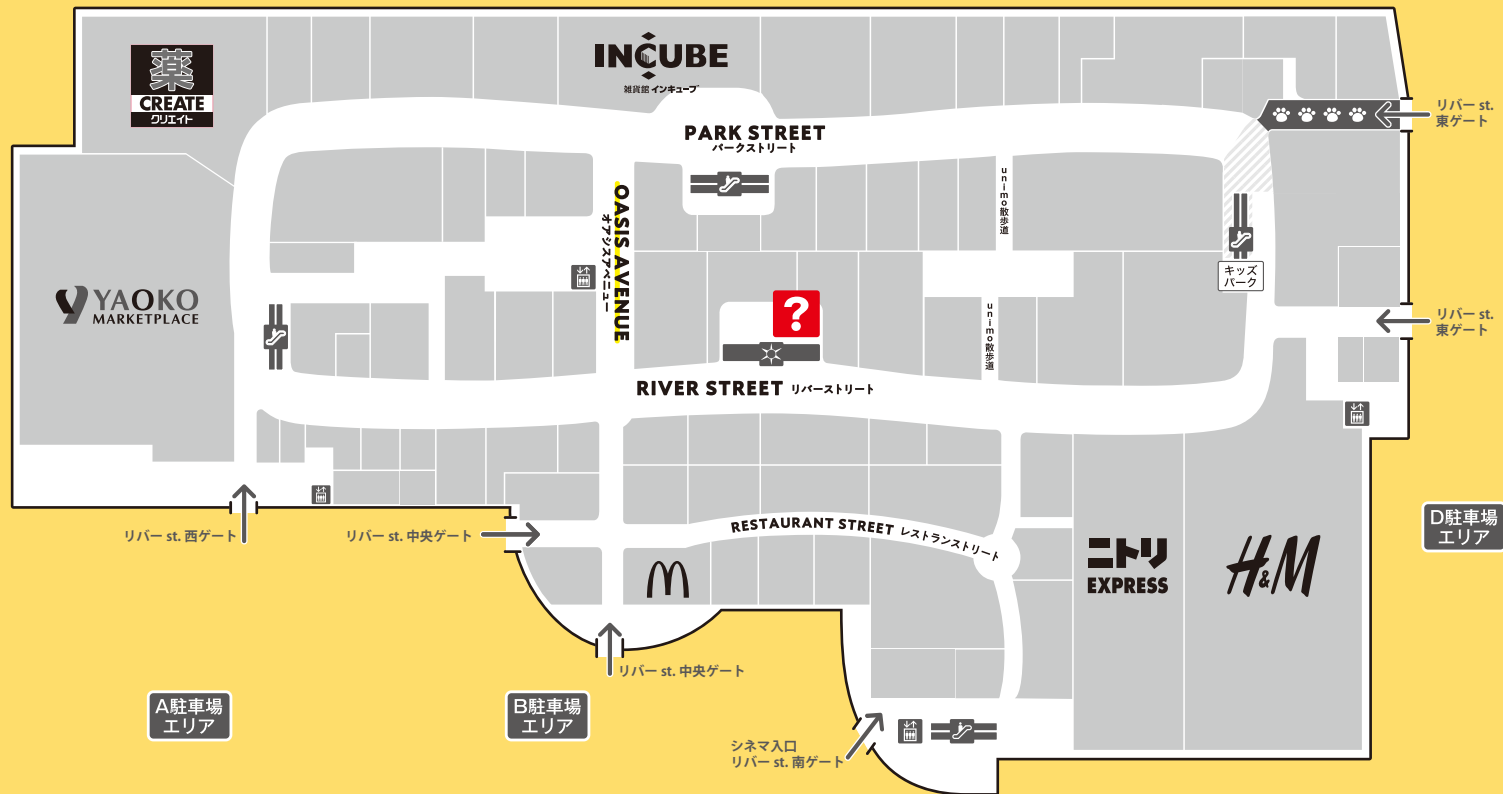 薬
CREATE
クリエイト
INCUBE
雑貨館 インキューブ
PARK STREET
パークストリート
リバー st.
東ゲート
YAOKO
MARKETPLACE
OASIS AVENUE
オアシスアベニュー
unimo散歩道
キッズ
パーク
?
unimo散歩道
リバー st.
東ゲート
RIVER STREET リバーストリート
リバー st. 西ゲート
リバー st. 中央ゲート
RESTAURANT STREET レストランストリート
ニトリ
EXPRESS
H&M
D駐車場
エリア
リバー st. 中央ゲート
A駐車場
エリア
B駐車場
エリア
シネマ入口
リバー st. 南ゲート